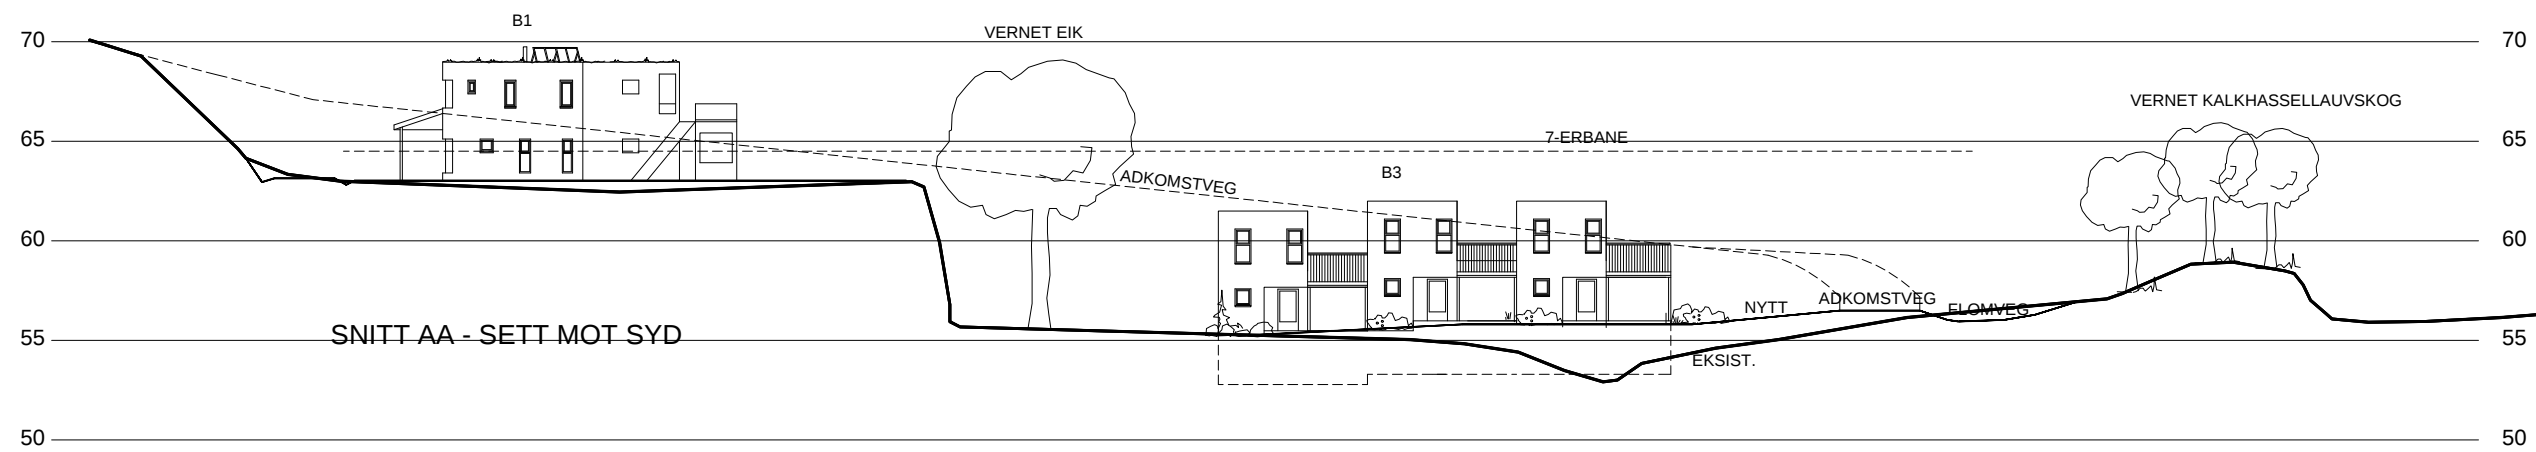 B1
VERNET EIK
70
70
VERNET KALKHASSELLAUVSKOG
65
7-ERBANE
65
B3
ADKOMSTVEG
60
60
ADKOMSTVEG
NYTT
FLOMVEG
SNITT AA - SETT MOT SYD
55
55
EKSIST.
50
50